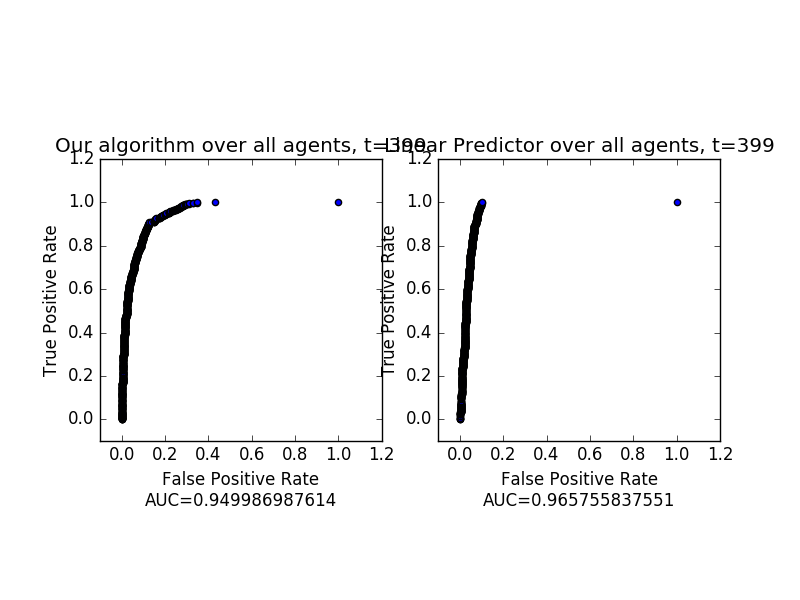 Our algorithm over all agents, t=399
Linear Predictor over all agents, t=399
1.2
1.0
0.8
0.6
0.4
0.2
0.0
True Positive Rate
0.0 0.2 0.4 0.6 0.8 1.0 1.2
False Positive Rate
AUC=0.949986987614
1.2
1.0
0.8
0.6
0.4
0.2
0.0
True Positive Rate
0.0 0.2 0.4 0.6 0.8 1.0 1.2
False Positive Rate
AUC=0.965755837551